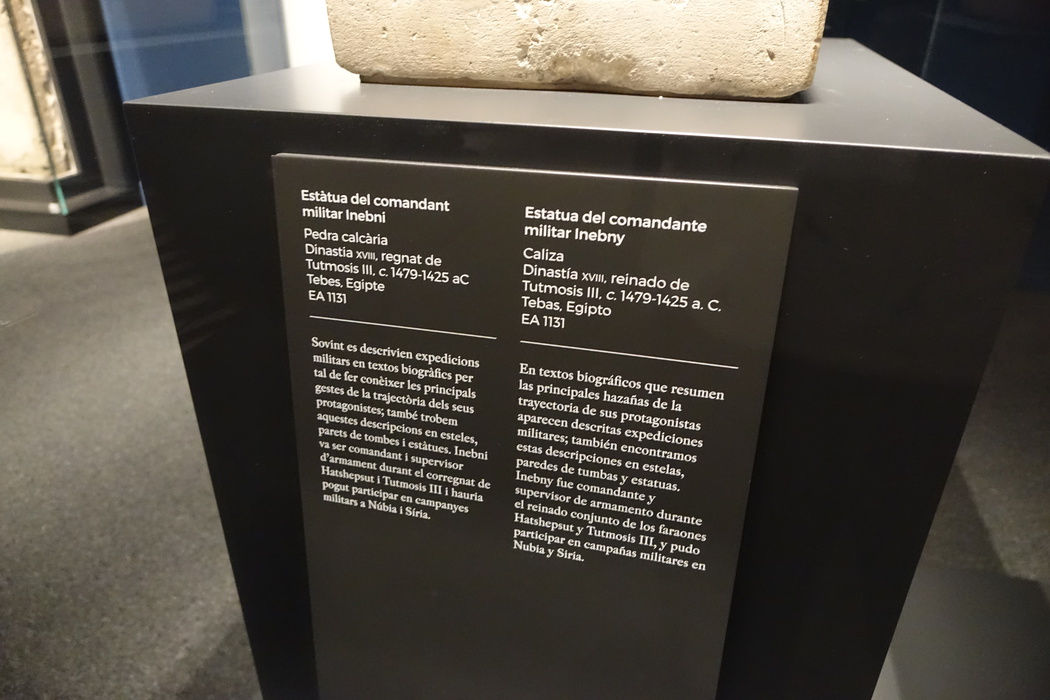 Estàtua del comandant
militar Inebni
Pedra calcària
Dinastia XVIII, regnat de
Tutmosis III, c. 1479-1425 aC
Tebes, Egipte
EA 1131
Sovint es descrivien expedicions
militars en textos biogràfics per
tal de fer conèixer les principals
gestes de la trajectòria dels seus
protagonistes; també trobem
aquestes descripcions en esteles,
parets de tombes i estàtues. Inebni
va ser comandant i supervisor
d'armament durant el corregnat de
Hatshepsut i Tutmosis III i hauria
pogut participar en campanyes
militars a Núbia i Síria.
Estatua del comandante
militar Inebny
Caliza
Dinastía XVIII, reinado de
Tutmosis III, c. 1479-1425 a. C.
Tebas, Egipto
EA 1131
En textos biográficos que resumen
las principales hazañas de la
trayectoria de sus protagonistas
aparecen descritas expediciones
militares; también encontramos
estas descripciones en estelas,
paredes de tumbas y estatuas.
Inebny fue comandante y
supervisor de armamento durante
el reinado conjunto de los faraones
Hatshepsut y Tutmosis III, y pudo
participar en campañas militares en
Nubia y Siria.